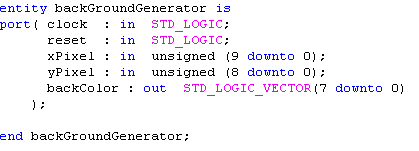 entity backGroundGenerator is
port( clock : in STD_LOGIC;
reset : in STD_LOGIC;
xPixel : in unsigned (9 downto 0);
yPixel : in unsigned (8 downto 0);
backColor : out STD_LOGIC_VECTOR(7 downto 0)
);
end backGroundGenerator;